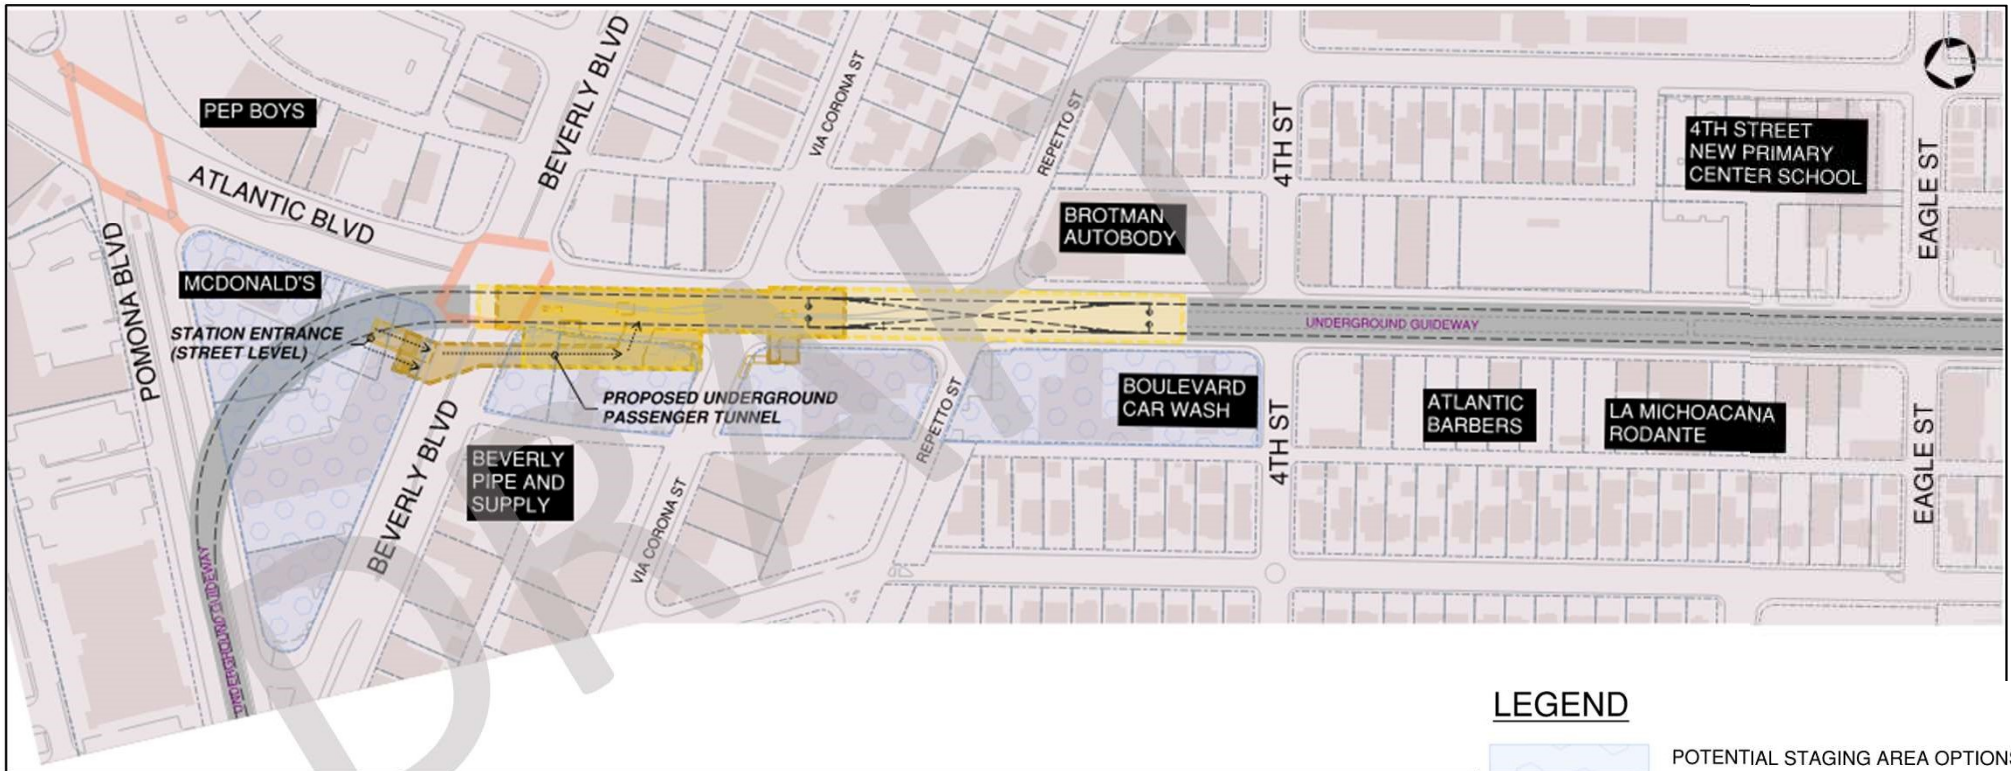 BEVERLY BLVD
VIA CORONA ST
REPETTO ST
4TH ST
PEP BOYS
4TH STREET
NEW PRIMARY
CENTER SCHOOL
EAGLE ST
ATLANTIC BLVD
BROTMAN
AUTOBODY
POMONA BLVD
MCDONALD'S
STATION ENTRANCE
(STREET LEVEL)
UNDERGROUND GUIDEWAY
PROPOSED UNDERGROUND
PASSENGER TUNNEL
BOULEVARD
CAR WASH
ATLANTIC
BARBERS
LA MICHOACANA
RODANTE
BEVERLY BLVD
BEVERLY
PIPE AND
SUPPLY
VIA CORONA ST
REPETTO ST
4TH ST
EAGLE ST
UNDERGROUND GUIDEWAY
DRAFT
LEGEND
POTENTIAL STAGING AREA OPTIONS